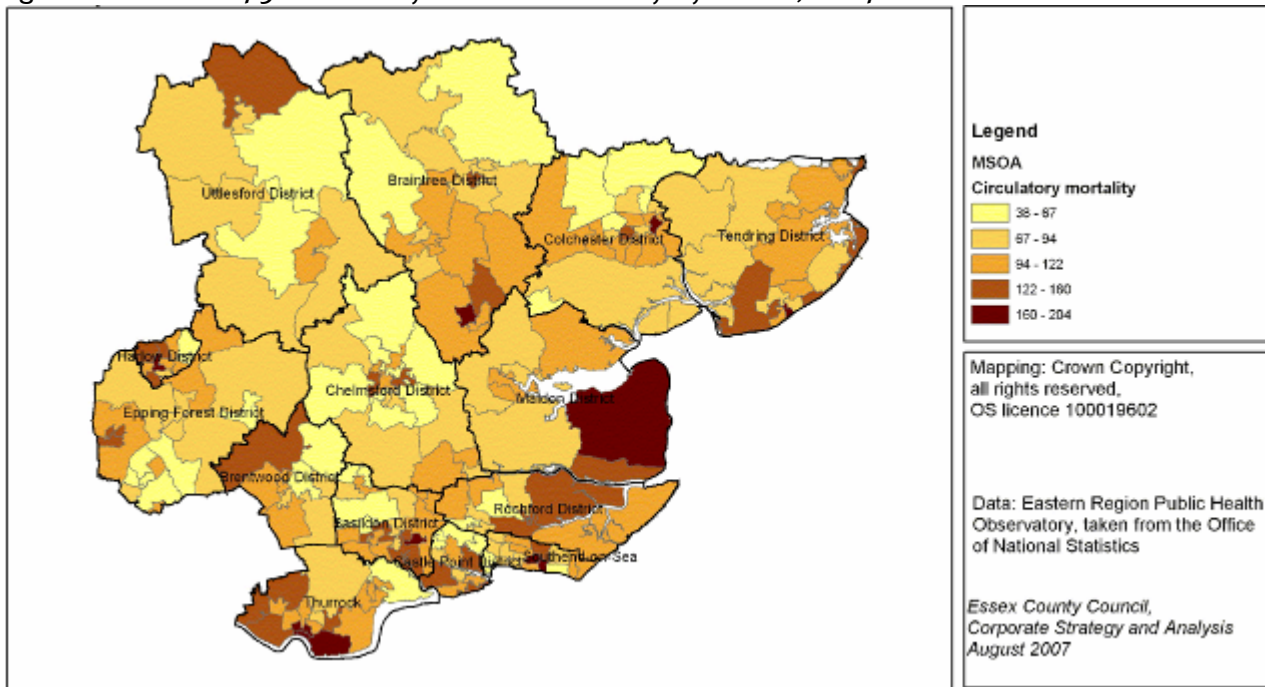 Uttlesford District
Braintree District
Colchester District
Tendring District
Harlow District
Epping Forest District
Chelmsford District
Maldon District
Brentwood District
Basildon District
Rochford District
Castle Point District
Southend-on-Sea
Thurrock
Legend
MSOA
Circulatory mortality
38 - 67
67 - 94
94 - 122
122 - 160
160 - 204
Mapping: Crown Copyright,
all rights reserved,
OS licence 100019602
Data: Eastern Region Public Health
Observatory, taken from the Office
of National Statistics
Essex County Council,
Corporate Strategy and Analysis
August 2007